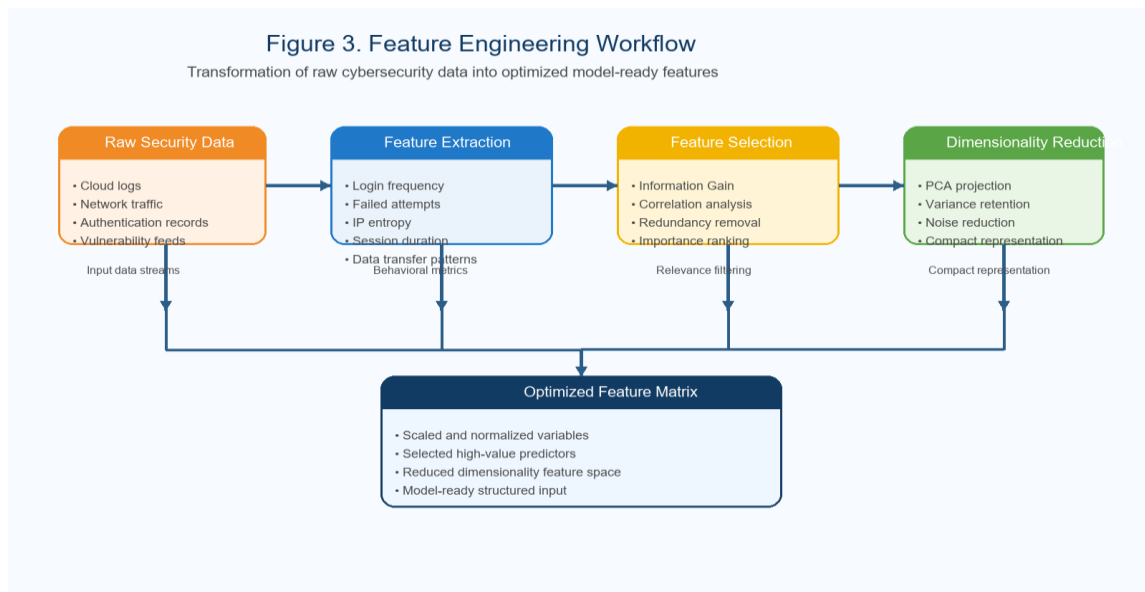 Figure 3. Feature Engineering Workflow
Transformation of raw cybersecurity data into optimized model-ready features
Raw Security Data
• Cloud logs
• Network traffic
• Authentication records
• Vulnerability feeds
Input data streams
Feature Extraction
• Login frequency
• Failed attempts
• IP entropy
• Session duration
• Data transfer patterns
Behavioral metrics
Feature Selection
• Information Gain
• Correlation analysis
• Redundancy removal
• Importance ranking
Relevance filtering
Dimensionality Reduction
• PCA projection
• Variance retention
• Noise reduction
• Compact representation
Compact representation
Optimized Feature Matrix
• Scaled and normalized variables
• Selected high-value predictors
• Reduced dimensionality feature space
• Model-ready structured input